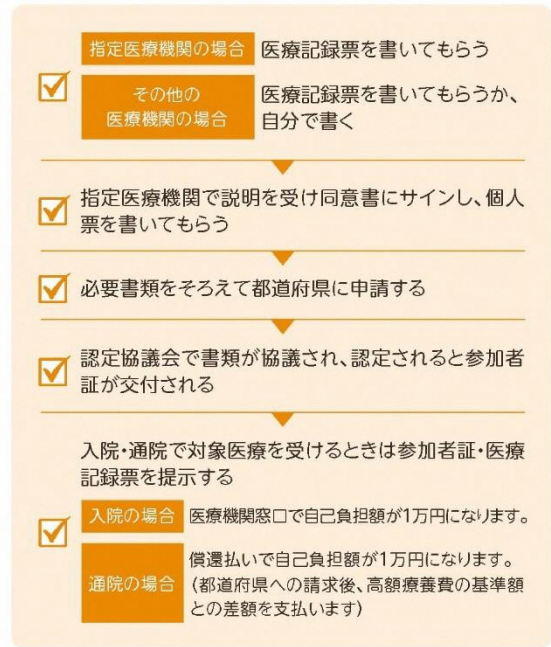 指定医療機関の場合 医療記録票を書いてもらう
その他の
医療機関の場合
医療記録票を書いてもらうか、
自分で書く
指定医療機関で説明を受け同意書にサインし、個人
票を書いてもらう
必要書類をそろえて都道府県に申請する
認定協議会で書類が協議され、認定されると参加者
証が交付される
入院・通院で対象医療を受けるときは参加者証・医療
記録票を提示する
入院の場合 医療機関窓口で自己負担額が1万円になります。
通院の場合
償還払いで自己負担額が1万円になります。
(都道府県への請求後、高額療養費の基準額
との差額を支払います)